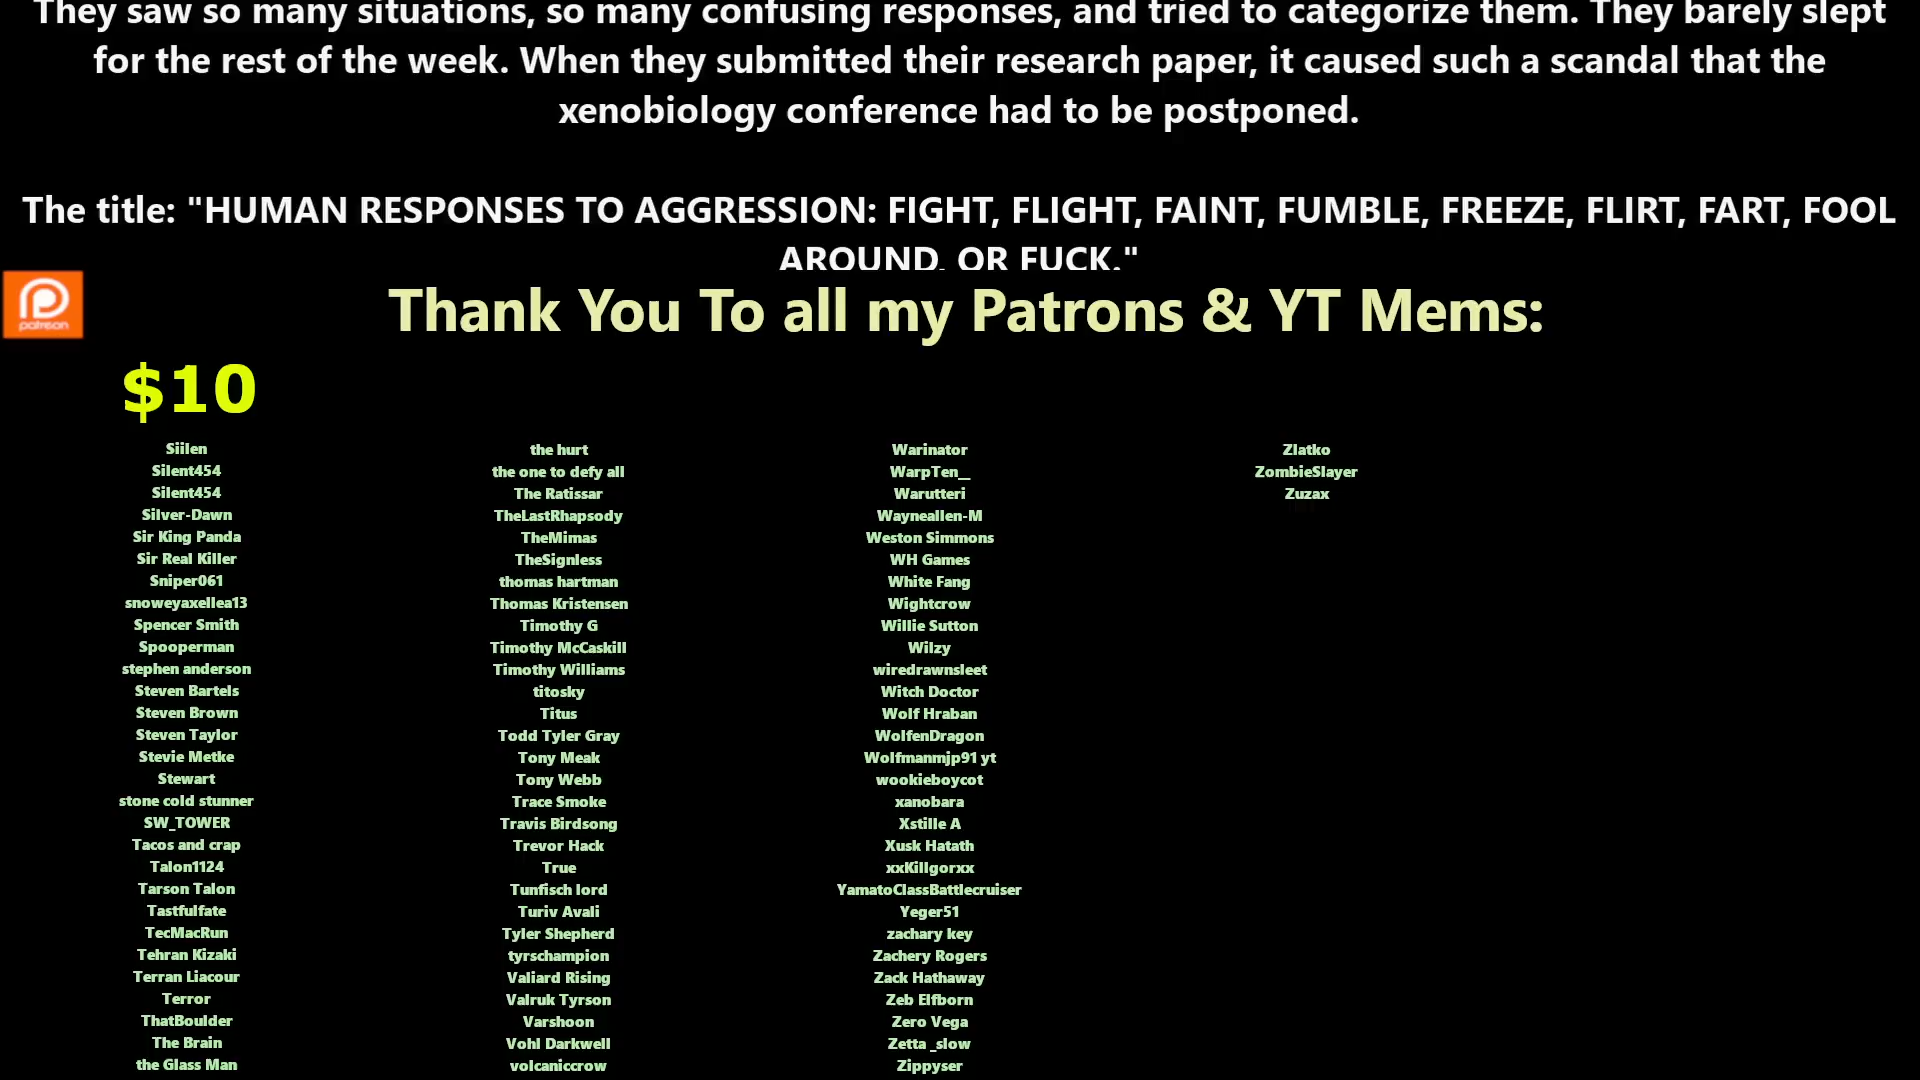 They saw so many situations, so many confusing responses, and tried to categorize them. They barely slept
for the rest of the week. When they submitted their research paper, it caused such a scandal that the
xenobiology conference had to be postponed.
The title: "HUMAN RESPONSES TO AGGRESSION: FIGHT, FLIGHT, FAINT, FUMBLE, FREEZE, FLIRT, FART, FOOL
AROUND, OR FUCK."
patreon
Thank You To all my Patrons & YT Mems:
$10
Siilen
Silent454
Silent454
Silver-Dawn
Sir King Panda
Sir Real Killer
Sniper061
snoweyaxellea13
Spencer Smith
Spooperman
stephen anderson
Steven Bartels
Steven Brown
Steven Taylor
Stevie Metke
Stewart
stone cold stunner
SW_TOWER
Tacos and crap
Talon1124
Tarson Talon
Tastfulfate
TecMacRun
Tehran Kizaki
Terran Liacour
Terror
ThatBoulder
The Brain
the Glass Man
the hurt
the one to defy all
The Ratissar
TheLastRhapsody
TheMimas
TheSignless
thomas hartman
Thomas Kristensen
Timothy G
Timothy McCaskill
Timothy Williams
titosky
Titus
Todd Tyler Gray
Tony Meak
Tony Webb
Trace Smoke
Travis Birdsong
Trevor Hack
True
Tunfisch lord
Turiv Avali
Tyler Shepherd
tyrschampion
Valiard Rising
Valruk Tyrson
Varshoon
Vohl Darkwell
volcaniccrow
Warinator
WarpTen__
Warutteri
Wayneallen-M
Weston Simmons
WH Games
White Fang
Wightcrow
Willie Sutton
Wilzy
wiredrawnsleet
Witch Doctor
Wolf Hraban
WolfenDragon
Wolfmanmjp91 yt
wookieboycot
xanobara
Xstille A
Xusk Hatath
xxKillgorxx
YamatoClassBattlecruiser
Yeger51
zachary key
Zachery Rogers
Zack Hathaway
Zeb Elfborn
Zero Vega
Zetta _slow
Zippyser
Zlatko
ZombieSlayer
Zuzax